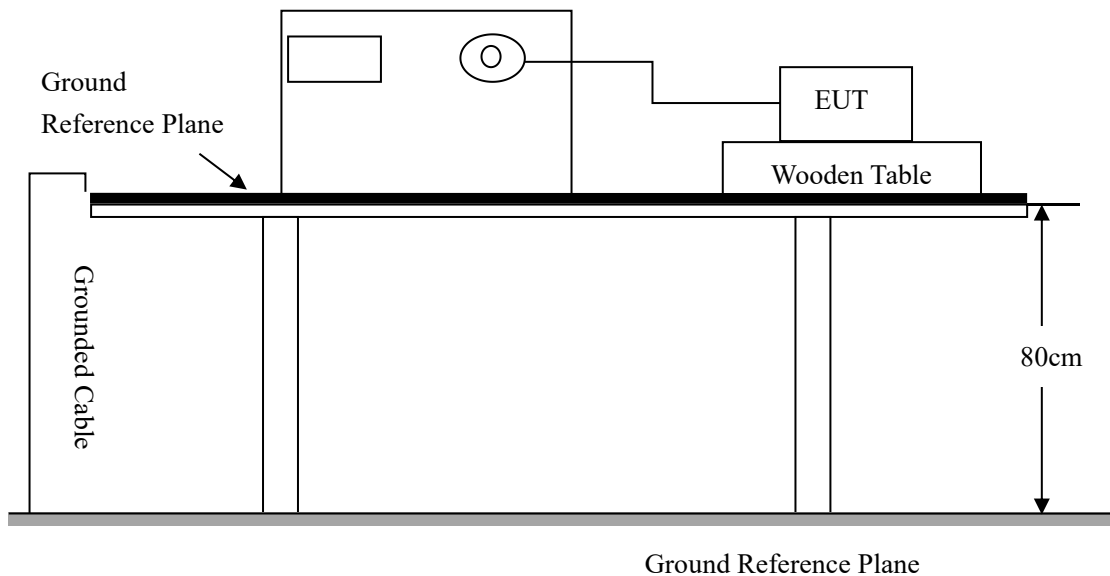 Ground
Reference Plane
EUT
Wooden Table
Grounded Cable
80cm
Ground Reference Plane